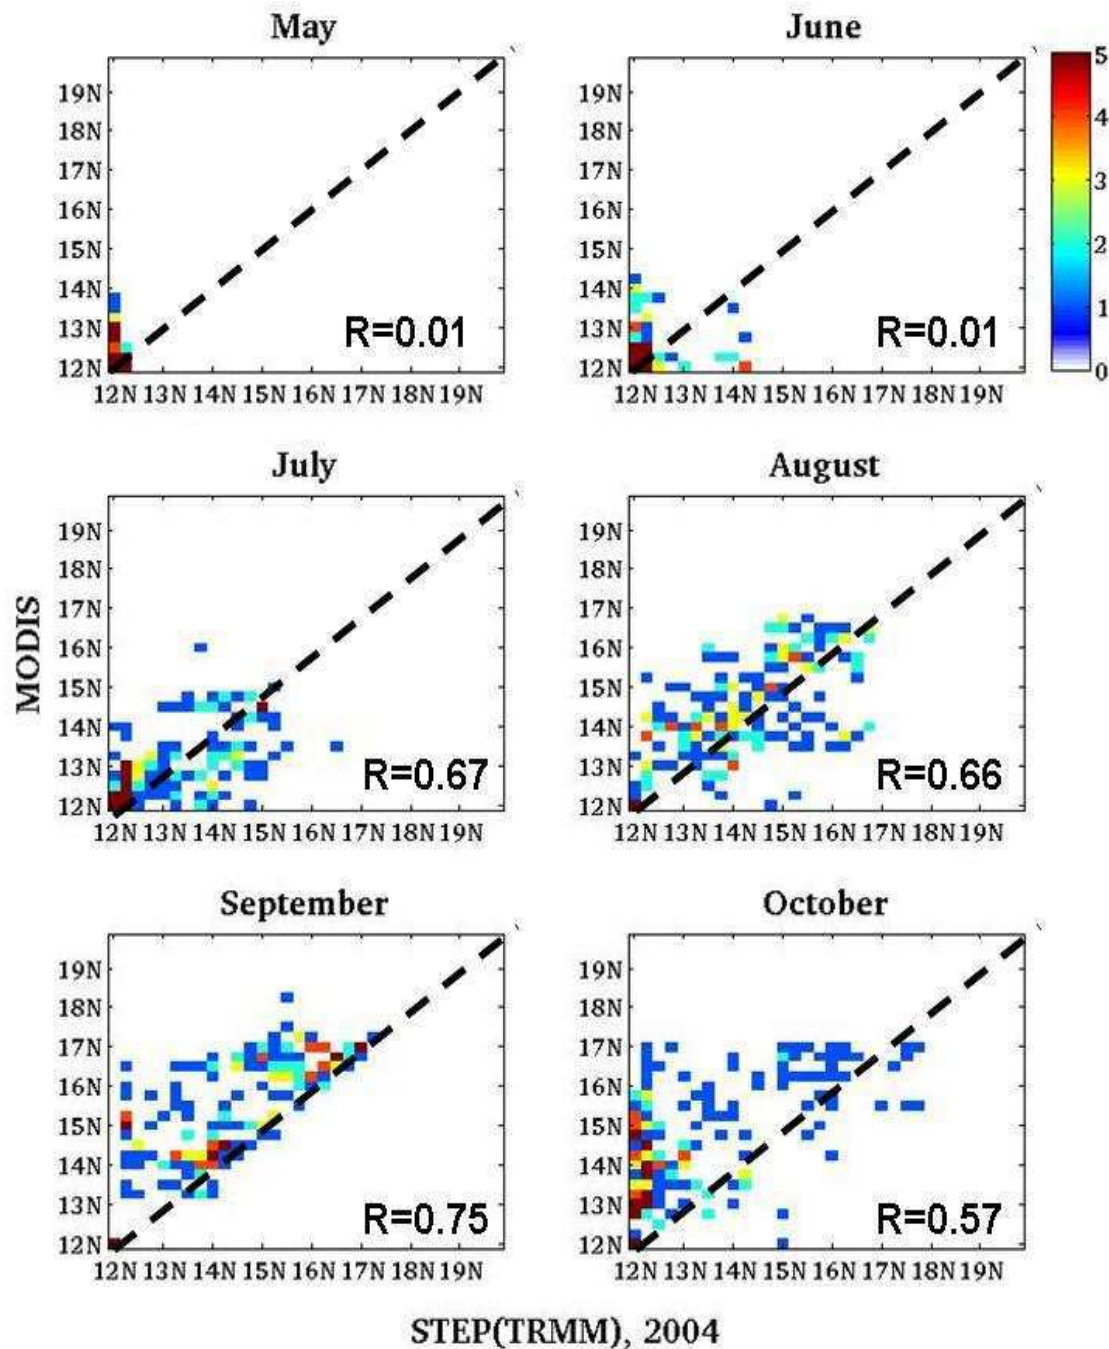 May
June
19N
18N
17N
16N
15N
14N
13N
12N
R=0.01
12N 13N 14N 15N 16N 17N 18N 19N
19N
18N
17N
16N
15N
14N
13N
12N
R=0.01
12N 13N 14N 15N 16N 17N 18N 19N
5
4
3
2
1
0
July
August
MODIS
19N
18N
17N
16N
15N
14N
13N
12N
R=0.67
12N 13N 14N 15N 16N 17N 18N 19N
19N
18N
17N
16N
15N
14N
13N
12N
R=0.66
12N 13N 14N 15N 16N 17N 18N 19N
September
October
19N
18N
17N
16N
15N
14N
13N
12N
R=0.75
12N 13N 14N 15N 16N 17N 18N 19N
19N
18N
17N
16N
15N
14N
13N
12N
R=0.57
12N 13N 14N 15N 16N 17N 18N 19N
STEP(TRMM), 2004